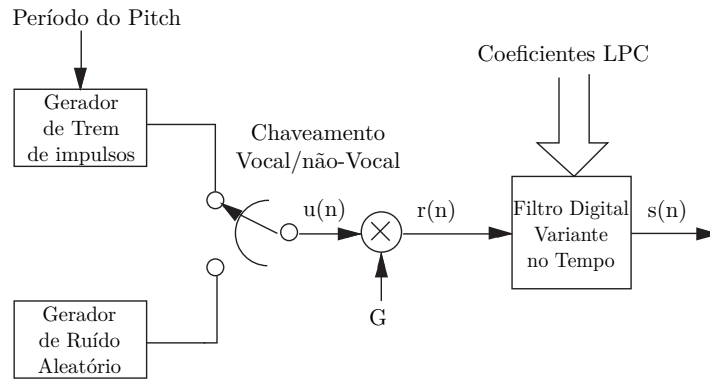 Período do Pitch
Coeficientes LPC
Gerador
de Trem
de impulsos
Chaveamento
Vocal/não-Vocal
u(n)
r(n)
Filtro Digital
Variante
no Tempo
s(n)
G
Gerador
de Ruído
Aleatório